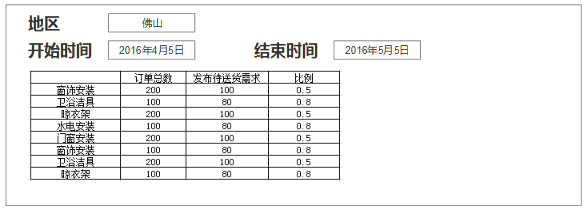 地区 佛山
开始时间 2016年4月5日 结束时间 2016年5月5日
订单总数 发布待送货需求 比例
窗饰安装 200 100 0.5
卫浴洁具 100 80 0.8
晾衣架 200 100 0.5
水电安装 100 80 0.8
门窗安装 200 100 0.5
窗饰安装 100 80 0.8
卫浴洁具 200 100 0.5
晾衣架 100 80 0.8